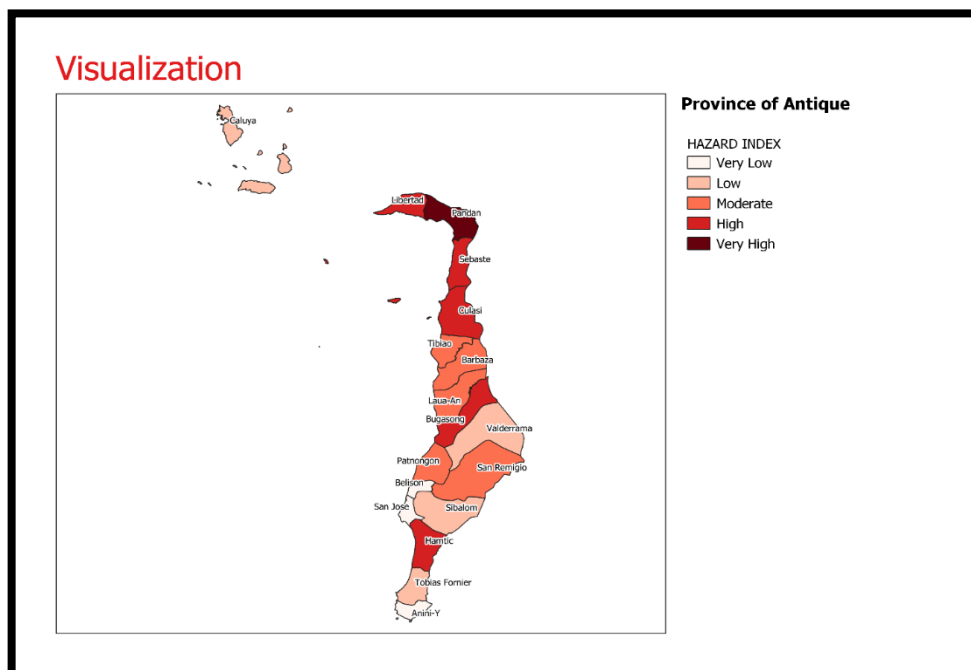 Visualization
Province of Antique
HAZARD INDEX
Very Low
Low
Moderate
High
Very High
Caluya
Libertad
Pandan
Sebaste
Culasi
Tibiao
Barbaza
Laua-An
Bugasong
Valderrama
Patnongon
San Remigio
Belison
San Jose
Sibalom
Hamtic
Tobias Fornier
Anini-Y